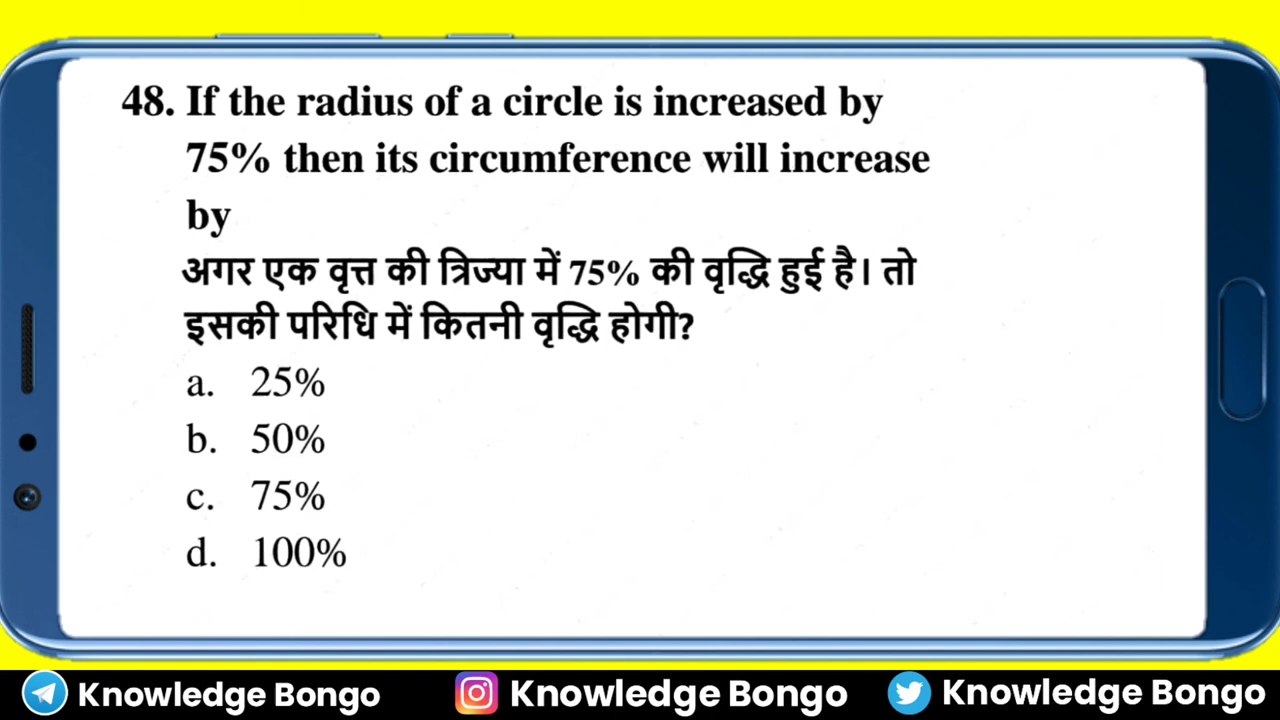 48. If the radius of a circle is increased by
75% then its circumference will increase
by
अगर एक वृत्त की त्रिज्या में 75% की वृद्धि हुई है। तो
इसकी परिधि में कितनी वृद्धि होगी?
a. 25%
b. 50%
c. 75%
d. 100%
Knowledge Bongo Knowledge Bongo Knowledge Bongo